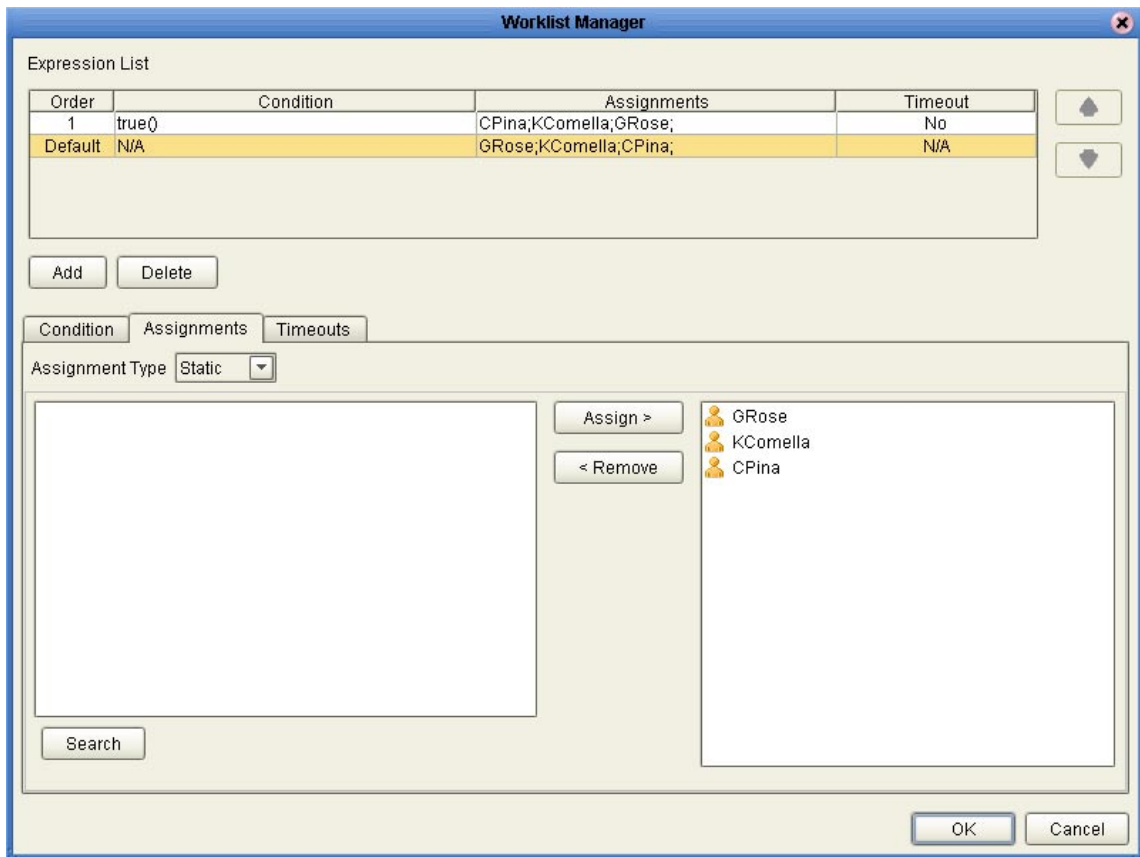 Worklist Manager
Expression List
Order Condition Assignments Timeout
1 true() CPina;KComella;GRose; No
Default N/A GRose;KComella;CPina; N/A
Add Delete
Condition Assignments Timeouts
Assignment Type Static
Assign > GRose
KComella
< Remove CPina
Search
OK Cancel